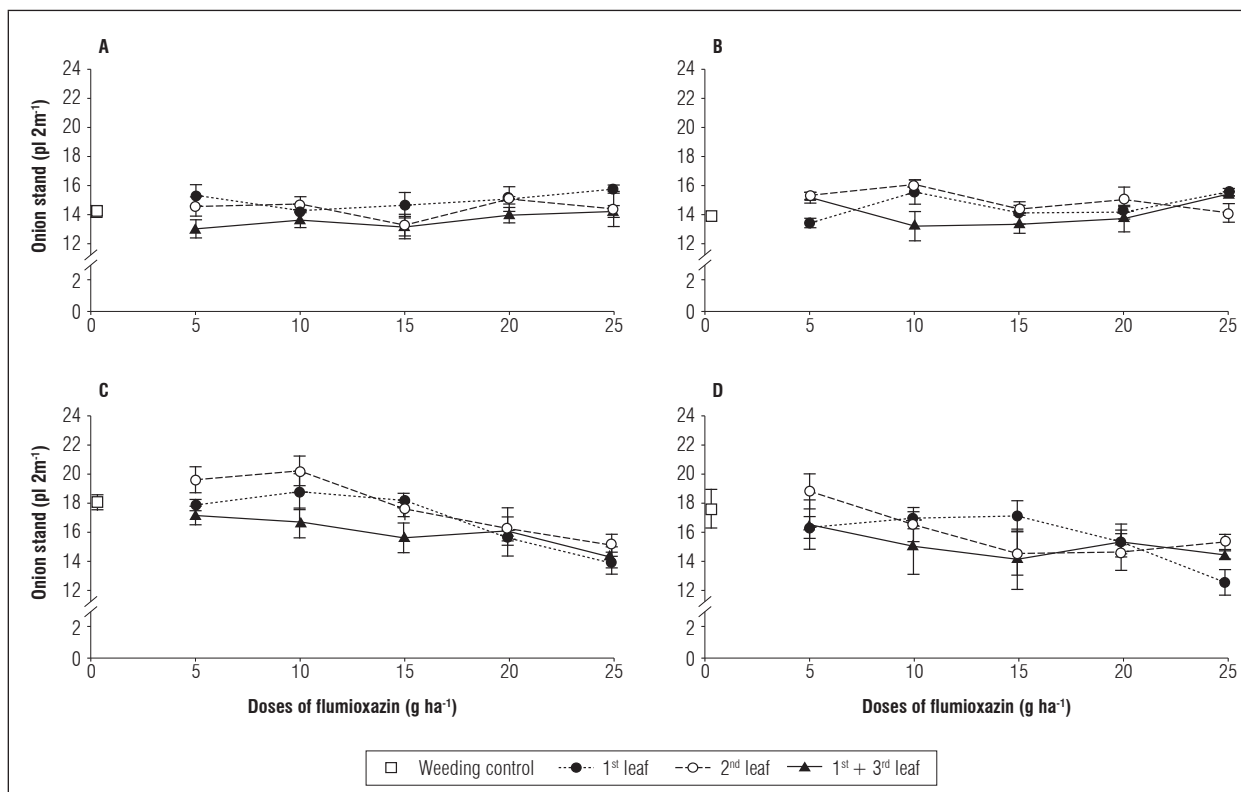 A
Onion stand (pl 2m⁻¹)
24
22
20
18
16
14
12
2
0
0 5 10 15 20 25
B
24
22
20
18
16
14
12
2
0
0 5 10 15 20 25
C
Onion stand (pl 2m⁻¹)
24
22
20
18
16
14
12
2
0
0 5 10 15 20 25
Doses of flumioxazin (g ha⁻¹)
D
24
22
20
18
16
14
12
2
0
0 5 10 15 20 25
Doses of flumioxazin (g ha⁻¹)
Weeding control 1st leaf 2nd leaf 1st + 3rd leaf